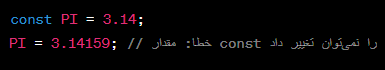 const PI = 3.14;
PI = 3.14159; // خطا: مقدار const را نمی‌توان تغییر داد